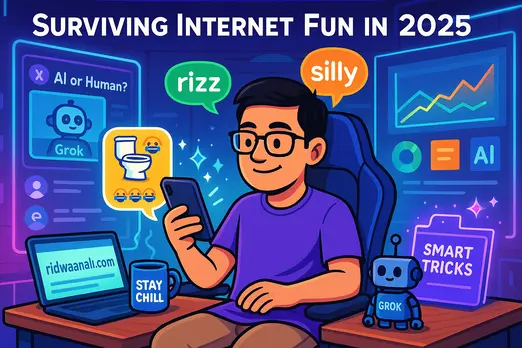 SURVIVING INTERNET FUN IN 2025
X AI or Human?
Grok
rizz
silly
AI
e
ridwaanali.com
STAY
CHILL
SMART
TRICKS
GROK